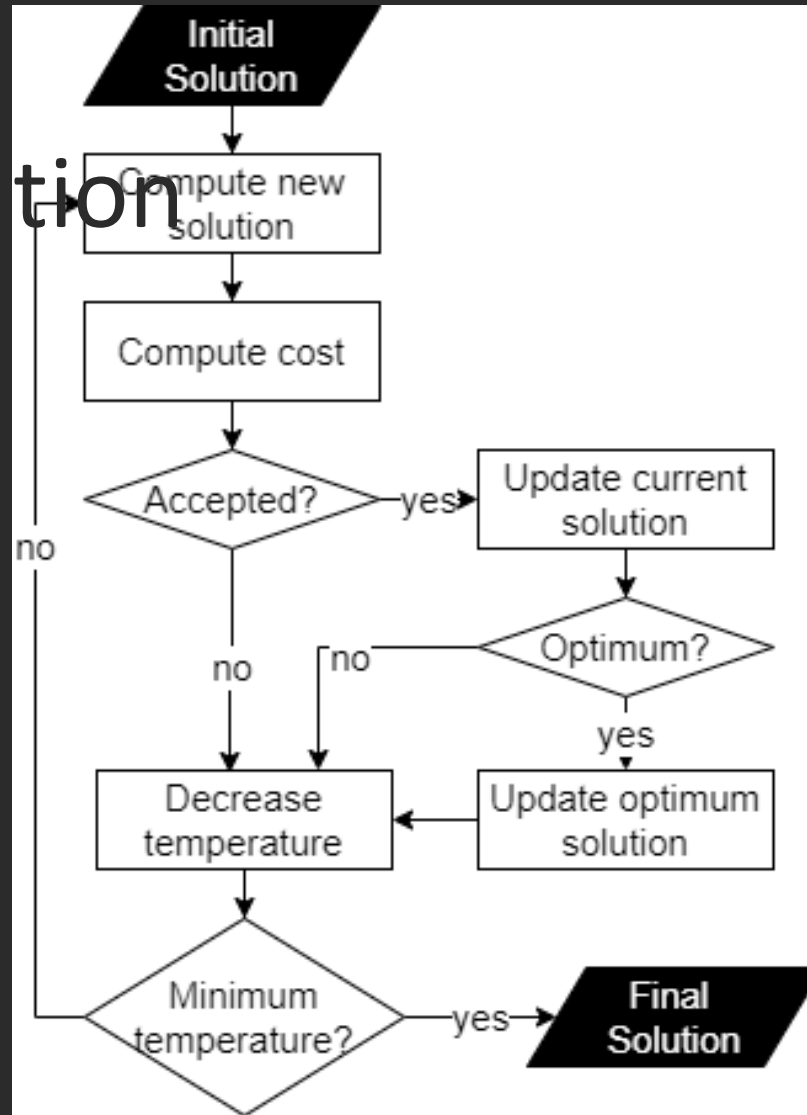 Initial
Solution
tion
Compute new
solution
Compute cost
Accepted?
yes
Update current
solution
no
Optimum?
no
no
yes
Decrease
temperature
Update optimum
solution
Minimum
temperature?
yes
Final
Solution